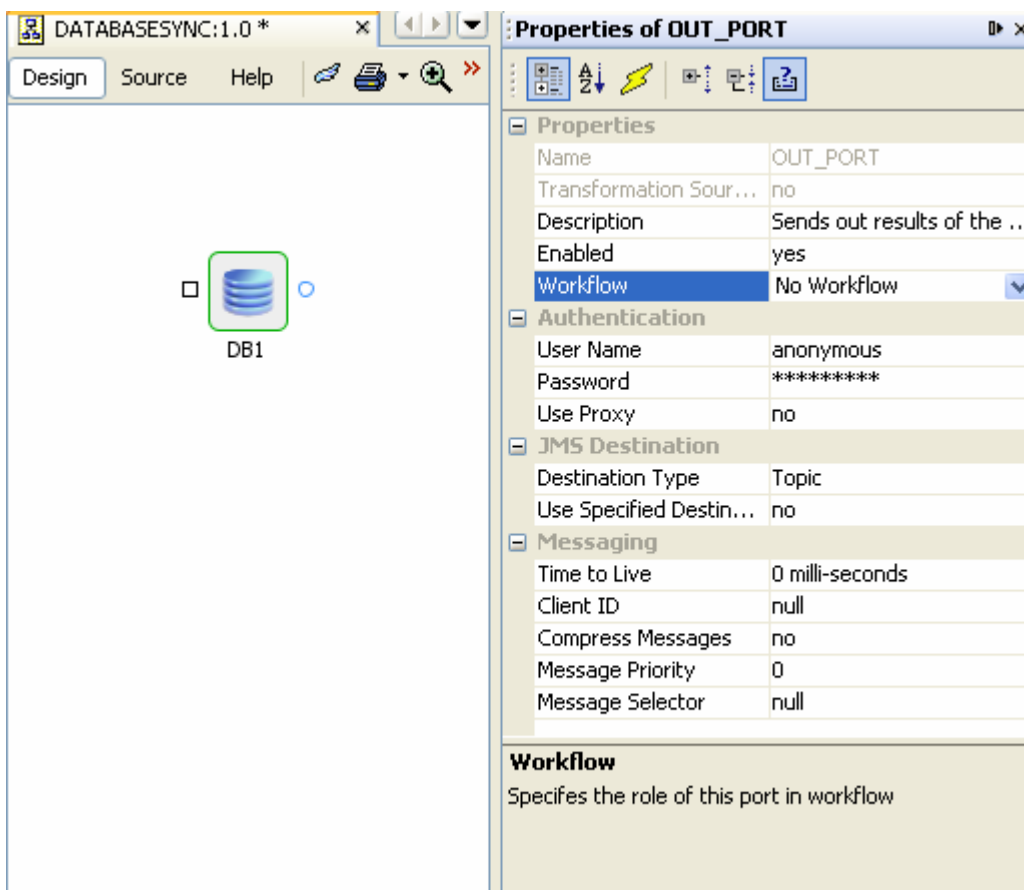 DATABASESYNC:1.0 *
Design Source Help
DB1
Properties of OUT_PORT
Properties
Name OUT_PORT
Transformation Sour... no
Description Sends out results of the ...
Enabled yes
Workflow No Workflow
Authentication
User Name anonymous
Password *********
Use Proxy no
JMS Destination
Destination Type Topic
Use Specified Destin... no
Messaging
Time to Live 0 milli-seconds
Client ID null
Compress Messages no
Message Priority 0
Message Selector null
Workflow
Specifes the role of this port in workflow